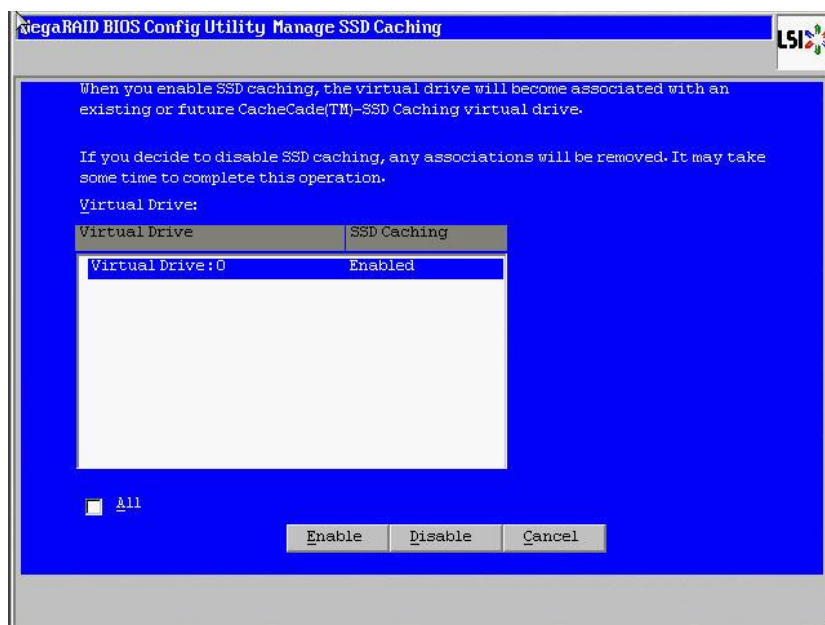 MegaRAID BIOS Config Utility Manage SSD Caching
LSI
When you enable SSD caching, the virtual drive will become associated with an
existing or future CacheCade(TM)-SSD Caching virtual drive.
If you decide to disable SSD caching, any associations will be removed. It may take
some time to complete this operation.
Virtual Drive:
Virtual Drive SSD Caching
Virtual Drive:0 Enabled
All
Enable Disable Cancel